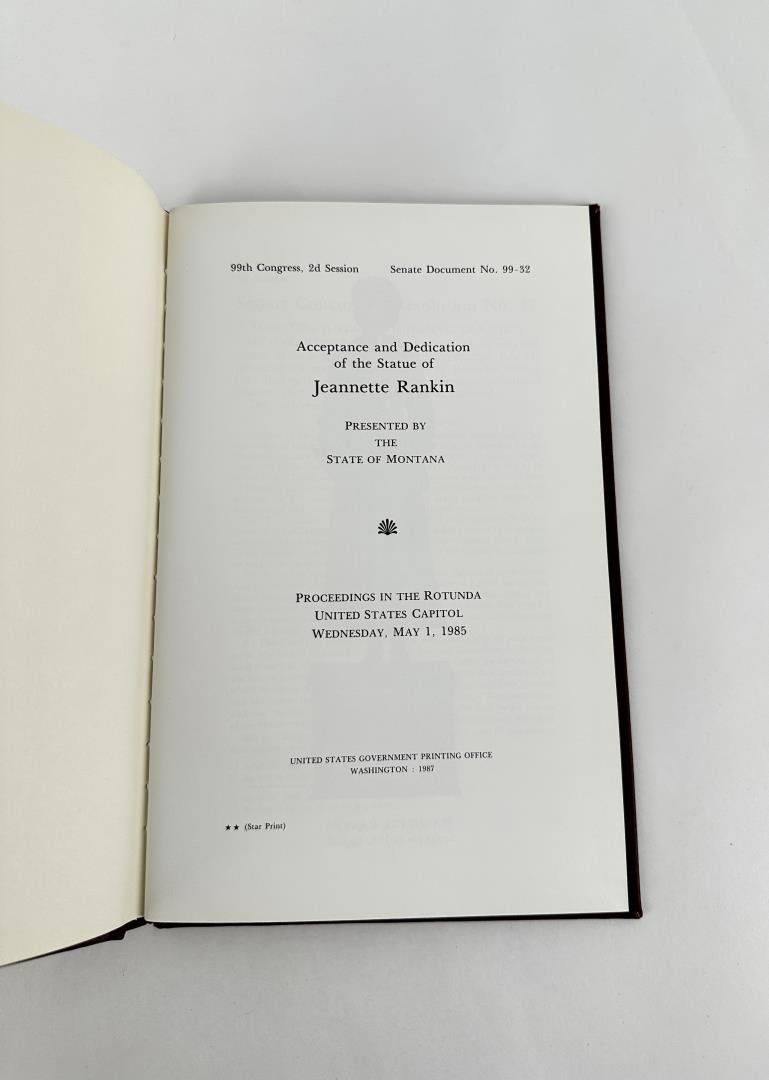 99th Congress, 2d Session Senate Document No. 99-32
Acceptance and Dedication
of the Statue of
Jeannette Rankin
PRESENTED BY
THE
STATE OF MONTANA
PROCEEDINGS IN THE ROTUNDA
UNITED STATES CAPITOL
WEDNESDAY, MAY 1, 1985
UNITED STATES GOVERNMENT PRINTING OFFICE
WASHINGTON : 1987
★★ (Star Print)